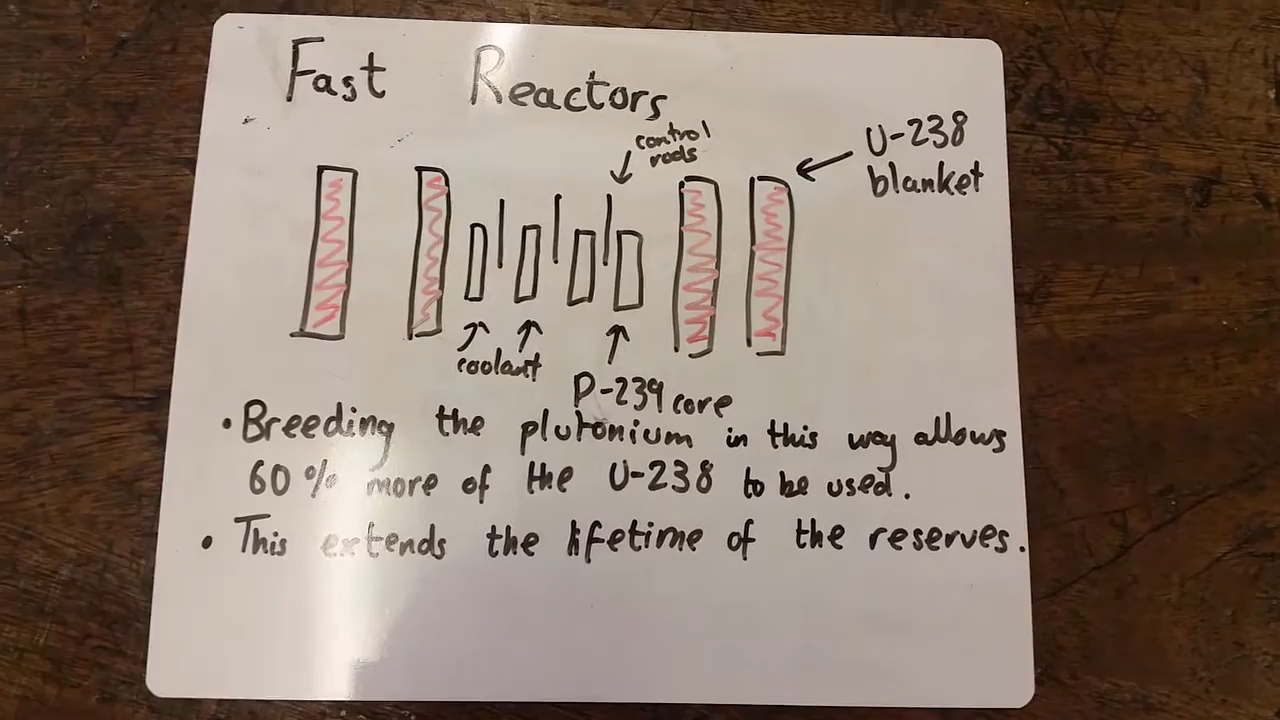 Fast Reactors
control
rods
U-238
blanket
coolant
P-239 core
• Breeding the plutonium in this way allows
60% more of the U-238 to be used.
• This extends the lifetime of the reserves.